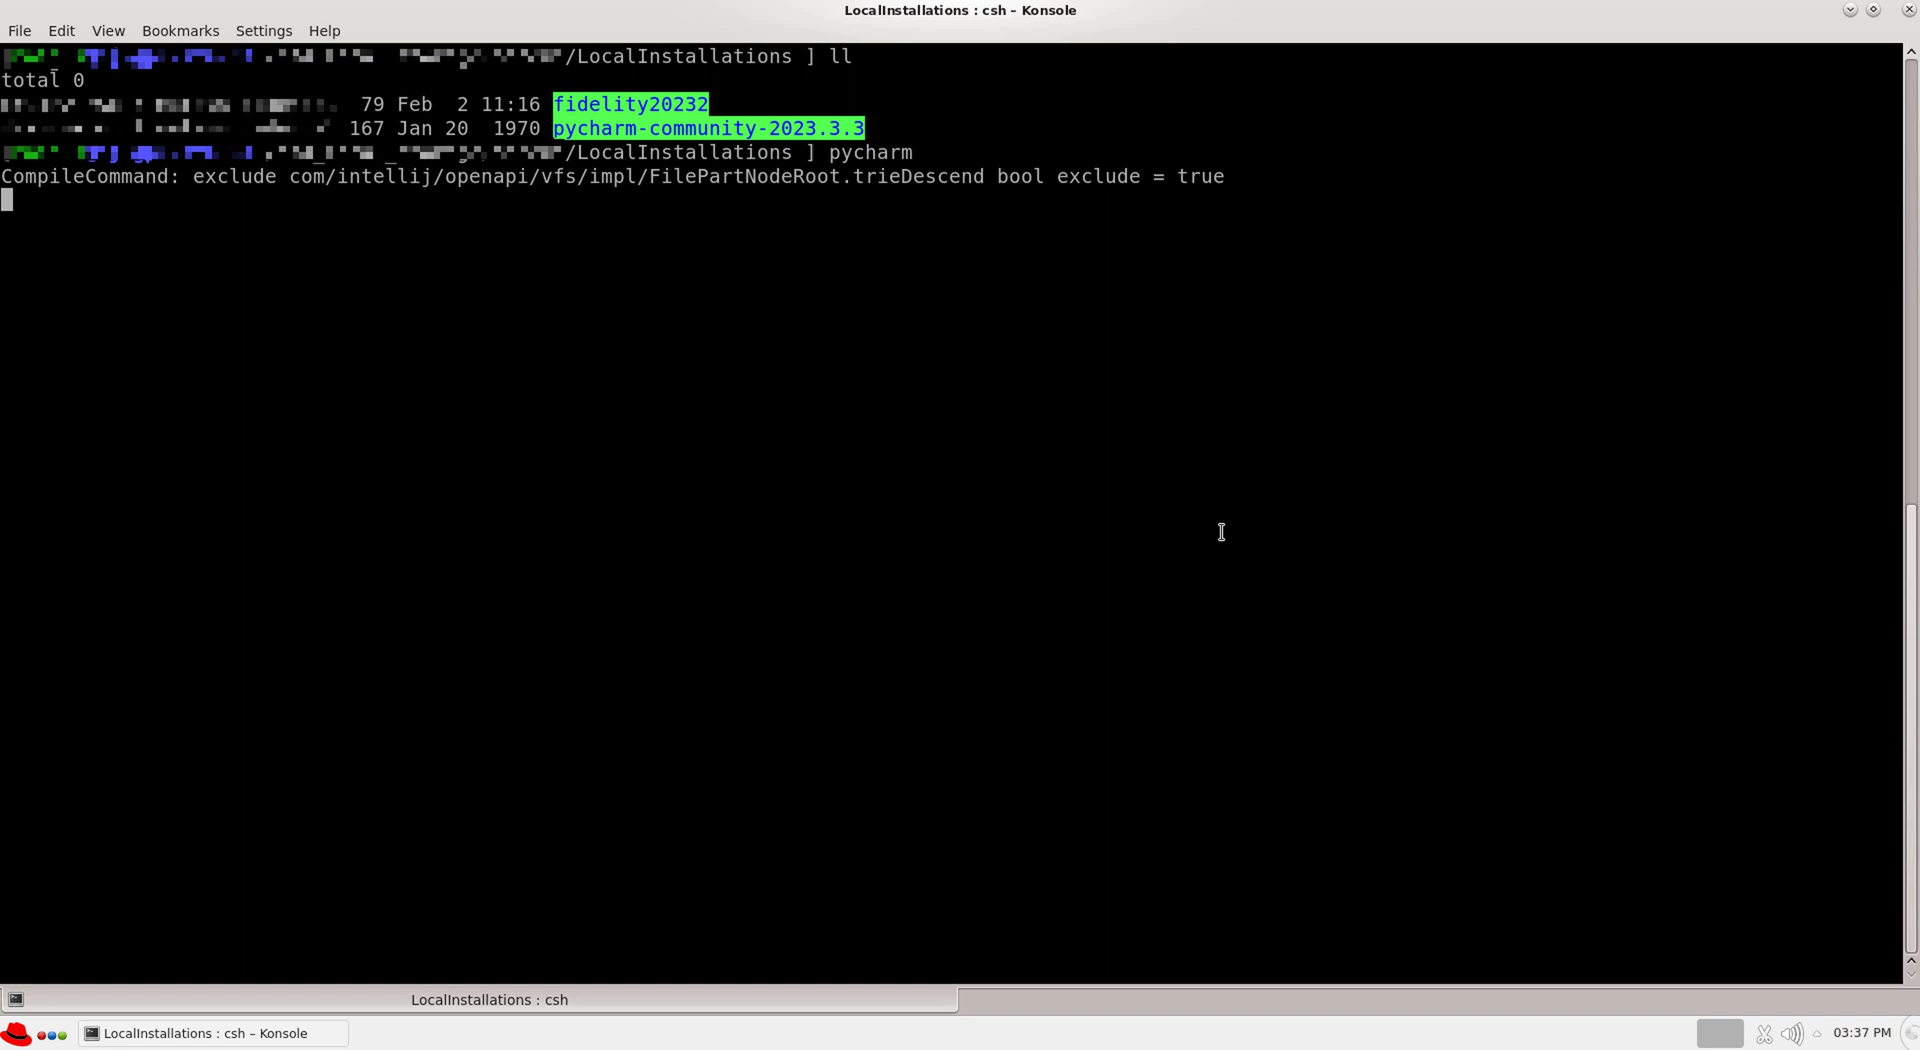 LocalInstallations : csh – Konsole
File Edit View Bookmarks Settings Help
/LocalInstallations ] ll
total 0
79 Feb 2 11:16 fidelity20232
167 Jan 20 1970 pycharm-community-2023.3.3
/LocalInstallations ] pycharm
CompileCommand: exclude com/intellij/openapi/vfs/impl/FilePartNodeRoot.trieDescend bool exclude = true
LocalInstallations : csh
LocalInstallations : csh – Konsole
03:37 PM